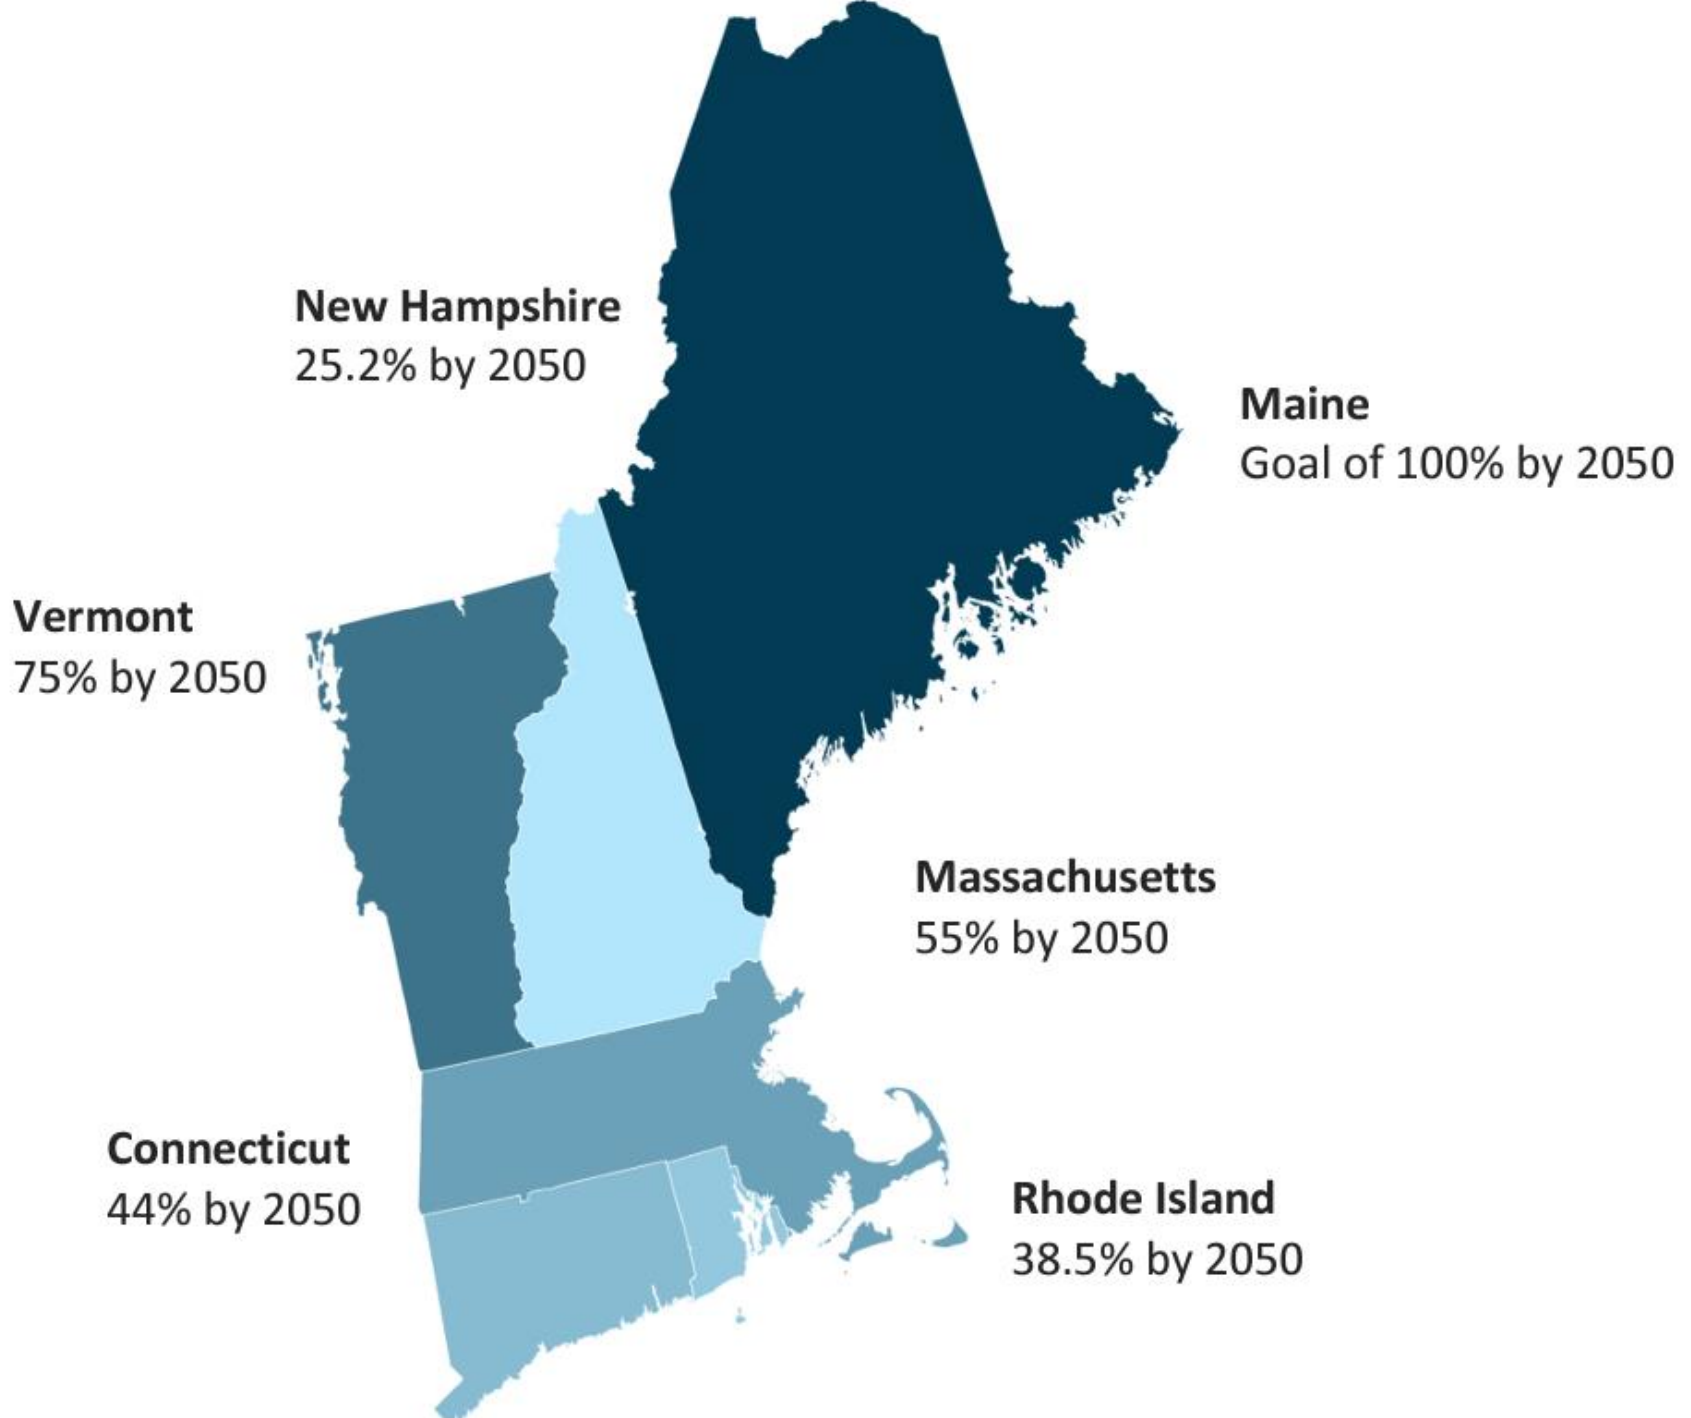 New Hampshire
25.2% by 2050
Maine
Goal of 100% by 2050
Vermont
75% by 2050
Massachusetts
55% by 2050
Connecticut
44% by 2050
Rhode Island
38.5% by 2050